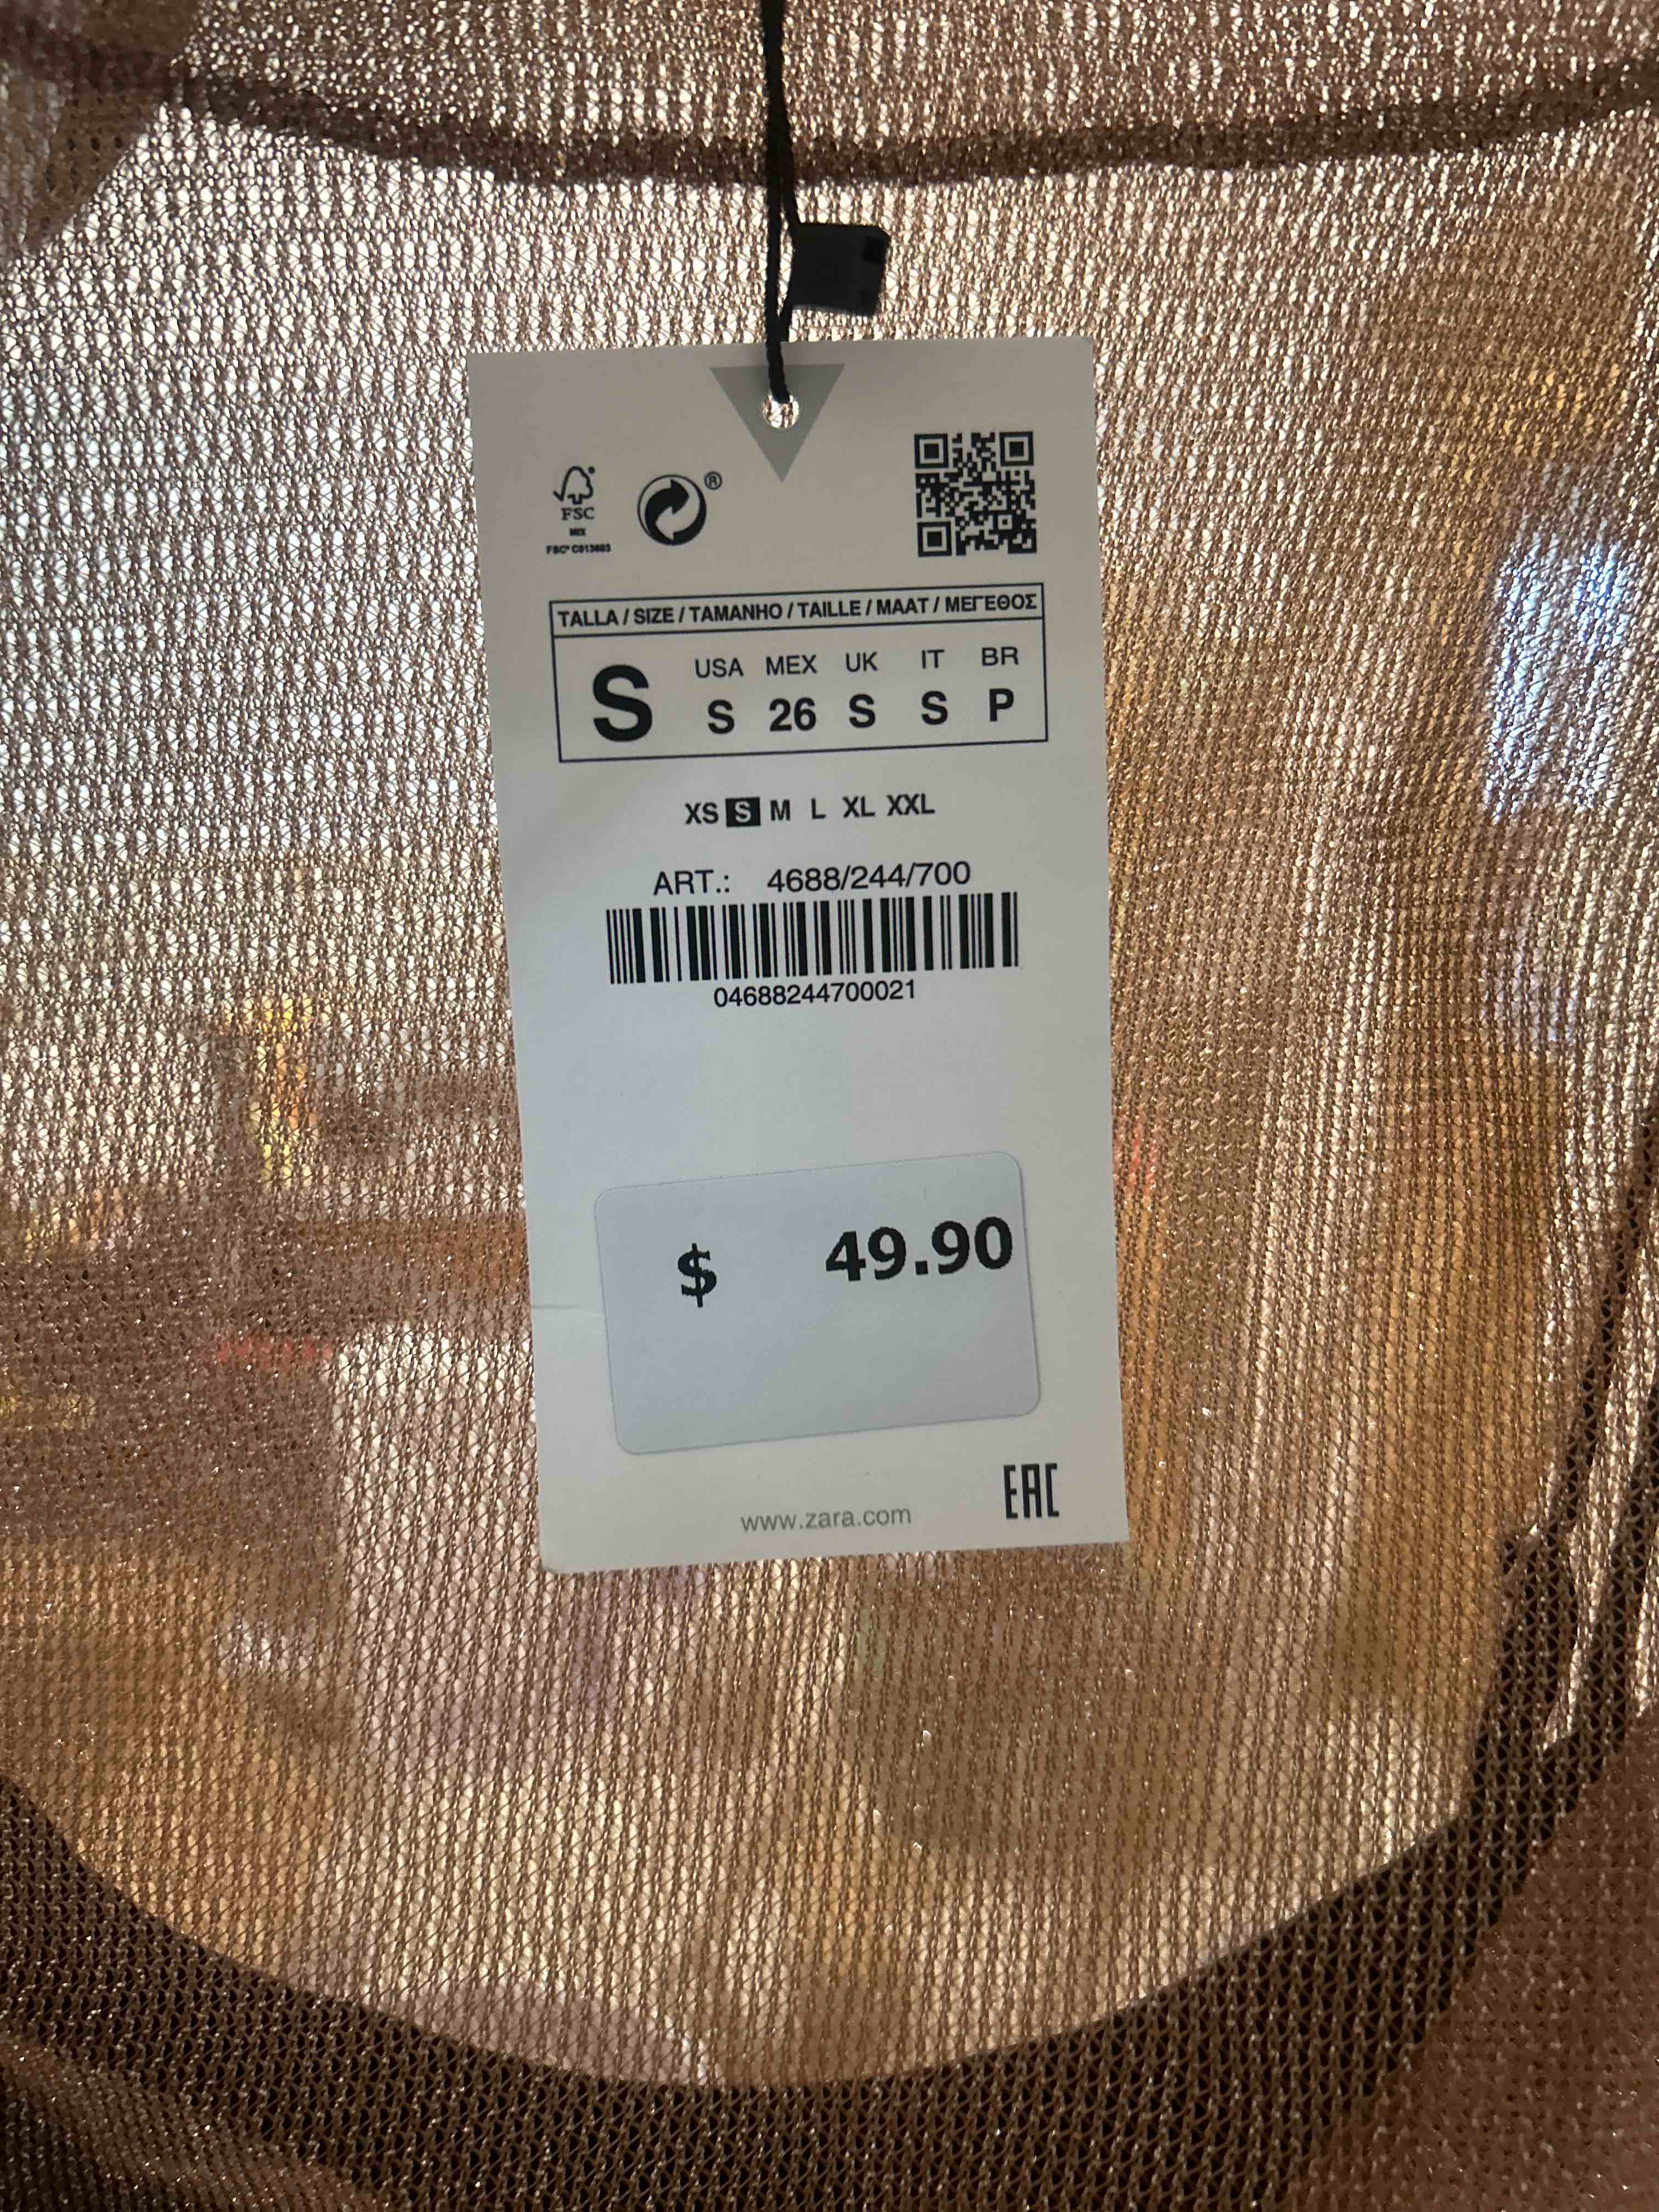 FSC
MIX
FSC® C013603
®
TALLA / SIZE / TAMANHO / TAILLE / MAAT / ΜΕΓΕΘΟΣ
USA MEX UK IT BR
S S 26 S S P
XS S M L XL XXL
ART.: 4688/244/700
04688244700021
$ 49.90
www.zara.com
EAC